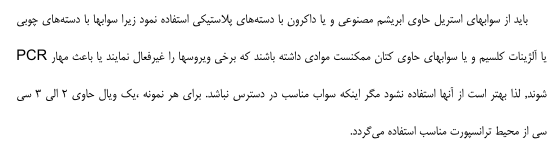 باید از سوابهای استریل حاوی ابریشم مصنوعی و یا داکرون با دسته‌های پلاستیکی استفاده نمود زیرا سوابها با دسته‌های چوبی
یا آلژینات کلسیم و یا سوابهای حاوی کتان ممکنست موادی داشته باشند که برخی ویروسها را غیرفعال نمایند یا باعث مهار PCR
شوند, لذا بهتر است از آنها استفاده نشود مگر اینکه سواب مناسب در دسترس نباشد. برای هر نمونه ،یک ویال حاوی ۲ الی ۳ سی
سی از محیط ترانسپورت مناسب استفاده می‌گردد.